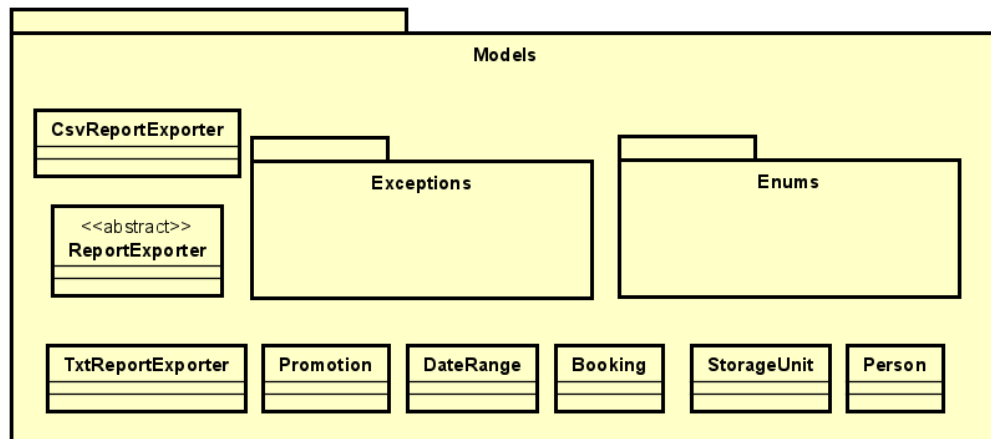 Models
CsvReportExporter
Exceptions
Enums
<<abstract>>
ReportExporter
TxtReportExporter
Promotion
DateRange
Booking
StorageUnit
Person